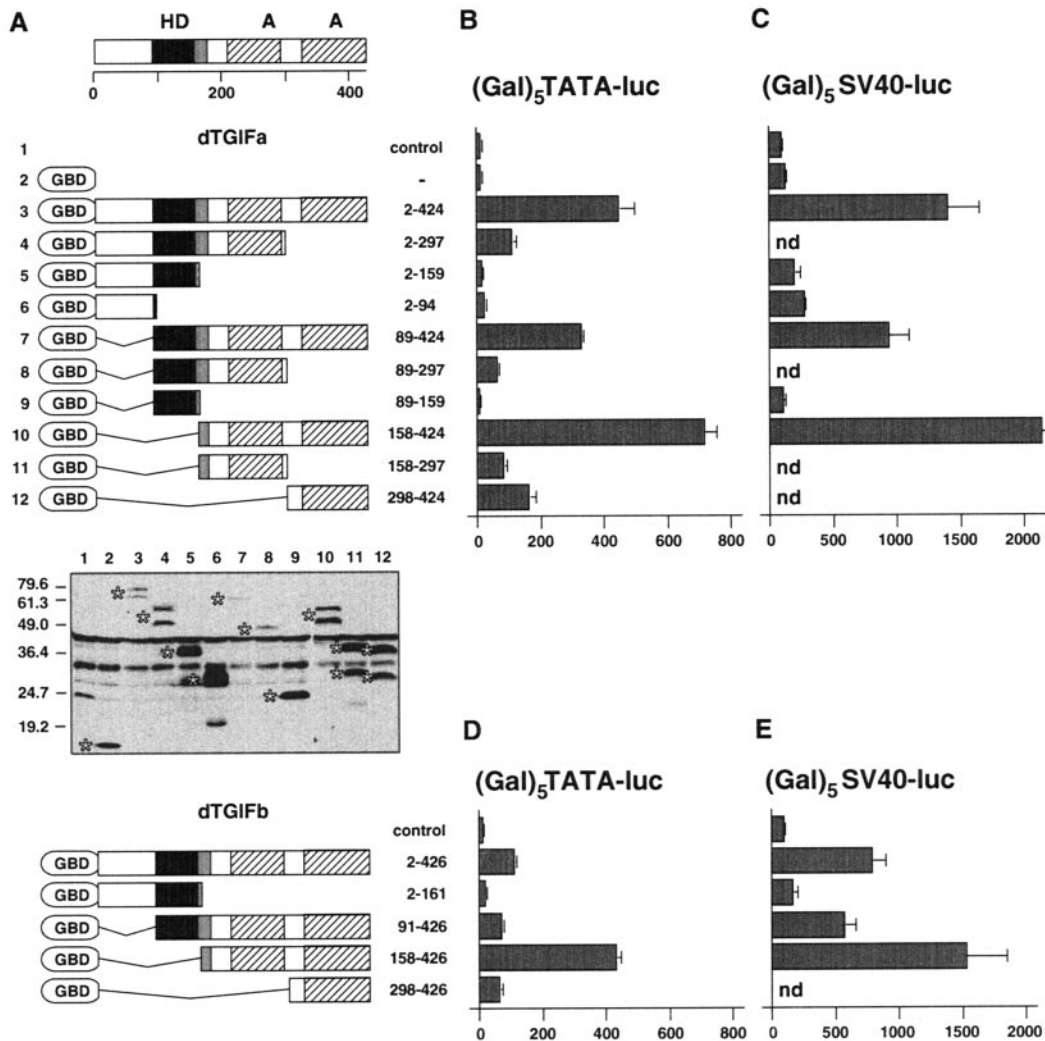 A
HD A A
0 200 400
B
(Gal)5TATA-luc
C
(Gal)5SV40-luc
dTGIFa
1 control
2 GBD -
3 GBD 2-424
4 GBD 2-297 nd
5 GBD 2-159
6 GBD 2-94
7 GBD 89-424
8 GBD 89-297 nd
9 GBD 89-159
10 GBD 158-424
11 GBD 158-297 nd
12 GBD 298-424 nd
0 200 400 600 800
0 500 1000 1500 2000
1 2 3 4 5 6 7 8 9 10 11 12
79.6
61.3
49.0
36.4
24.7
19.2
D
(Gal)5TATA-luc
E
(Gal)5SV40-luc
dTGIFb
control
GBD 2-426
GBD 2-161
GBD 91-426
GBD 158-426
GBD 298-426 nd
0 200 400 600 800
0 500 1000 1500 2000